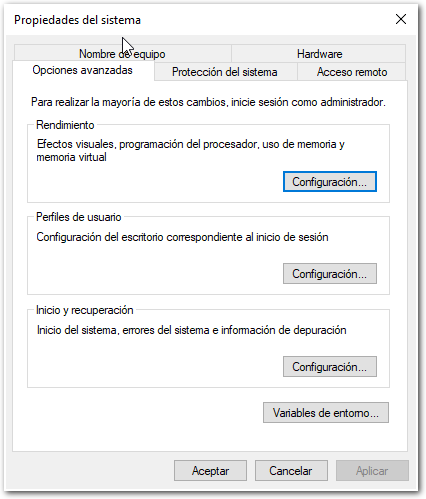 Propiedades del sistema
Nombre de equipo
Hardware
Opciones avanzadas
Protección del sistema
Acceso remoto
Para realizar la mayoría de estos cambios, inicie sesión como administrador.
Rendimiento
Efectos visuales, programación del procesador, uso de memoria y
memoria virtual
Configuración...
Perfiles de usuario
Configuración del escritorio correspondiente al inicio de sesión
Configuración...
Inicio y recuperación
Inicio del sistema, errores del sistema e información de depuración
Configuración...
Variables de entorno...
Aceptar
Cancelar
Aplicar